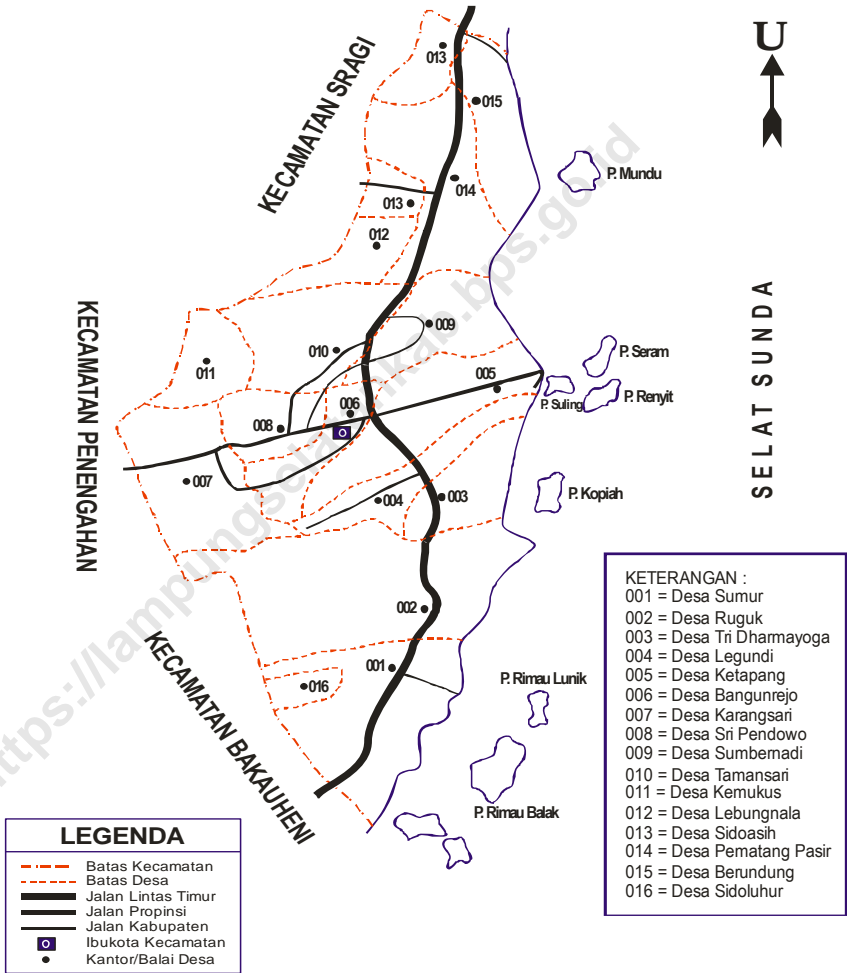 U
KECAMATAN SRAGI
013
015
P. Mundu
014
013
012
SELAT SUNDA
KECAMATAN PENENGAHAN
009
010
P. Seram
011
005
P. Suling
P. Renyit
006
008
007
P. Kopiah
004
003
002
KECAMATAN BAKAUHENI
001
016
P. Rimau Lunik
P. Rimau Balak
https://lampungselatankab.bps.go.id
KETERANGAN :
001 = Desa Sumur
002 = Desa Ruguk
003 = Desa Tri Dharmayoga
004 = Desa Legundi
005 = Desa Ketapang
006 = Desa Bangunrejo
007 = Desa Karangsari
008 = Desa Sri Pendowo
009 = Desa Sumbernadi
010 = Desa Tamansari
011 = Desa Kemukus
012 = Desa Lebungnala
013 = Desa Sidoasih
014 = Desa Pematang Pasir
015 = Desa Berundung
016 = Desa Sidoluhur
LEGENDA
Batas Kecamatan
Batas Desa
Jalan Lintas Timur
Jalan Propinsi
Jalan Kabupaten
Ibukota Kecamatan
Kantor/Balai Desa